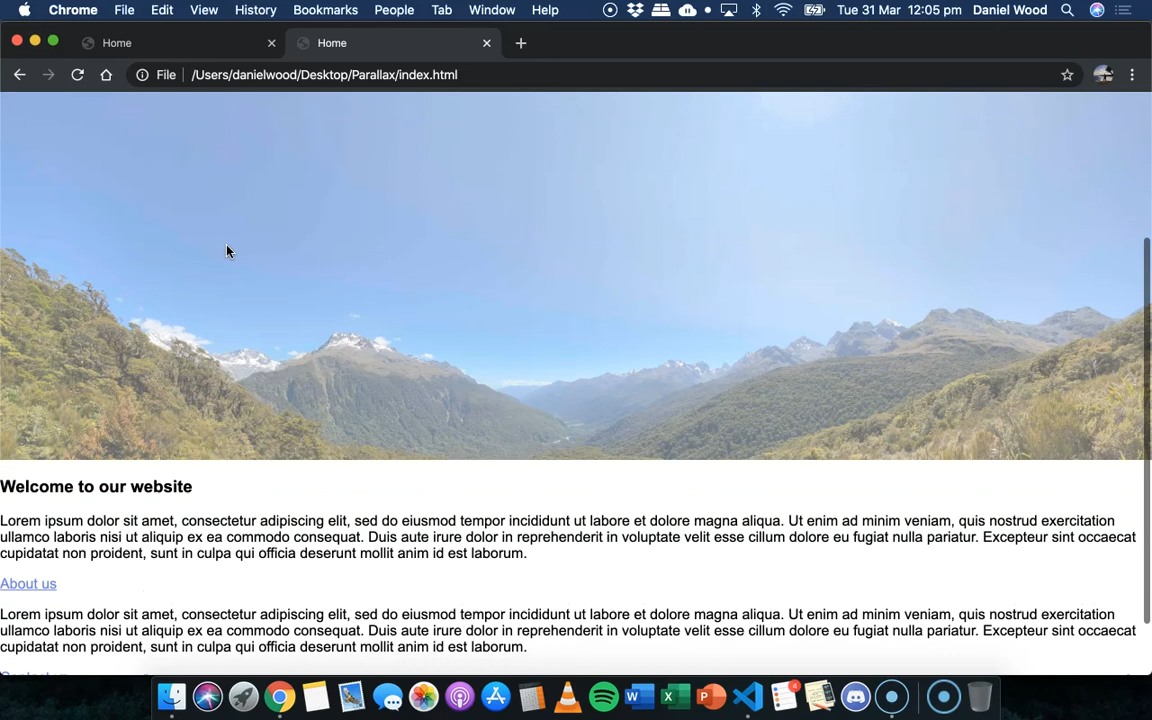 Chrome File Edit View History Bookmarks People Tab Window Help Tue 31 Mar 12:05 pm Daniel Wood
Home Home
File /Users/danielwood/Desktop/Parallax/index.html
Welcome to our website
Lorem ipsum dolor sit amet, consectetur adipiscing elit, sed do eiusmod tempor incididunt ut labore et dolore magna aliqua. Ut enim ad minim veniam, quis nostrud exercitation
ullamco laboris nisi ut aliquip ex ea commodo consequat. Duis aute irure dolor in reprehenderit in voluptate velit esse cillum dolore eu fugiat nulla pariatur. Excepteur sint occaecat
cupidatat non proident, sunt in culpa qui officia deserunt mollit anim id est laborum.
About us
Lorem ipsum dolor sit amet, consectetur adipiscing elit, sed do eiusmod tempor incididunt ut labore et dolore magna aliqua. Ut enim ad minim veniam, quis nostrud exercitation
ullamco laboris nisi ut aliquip ex ea commodo consequat. Duis aute irure dolor in reprehenderit in voluptate velit esse cillum dolore eu fugiat nulla pariatur. Excepteur sint occaecat
cupidatat non proident, sunt in culpa qui officia deserunt mollit anim id est laborum.